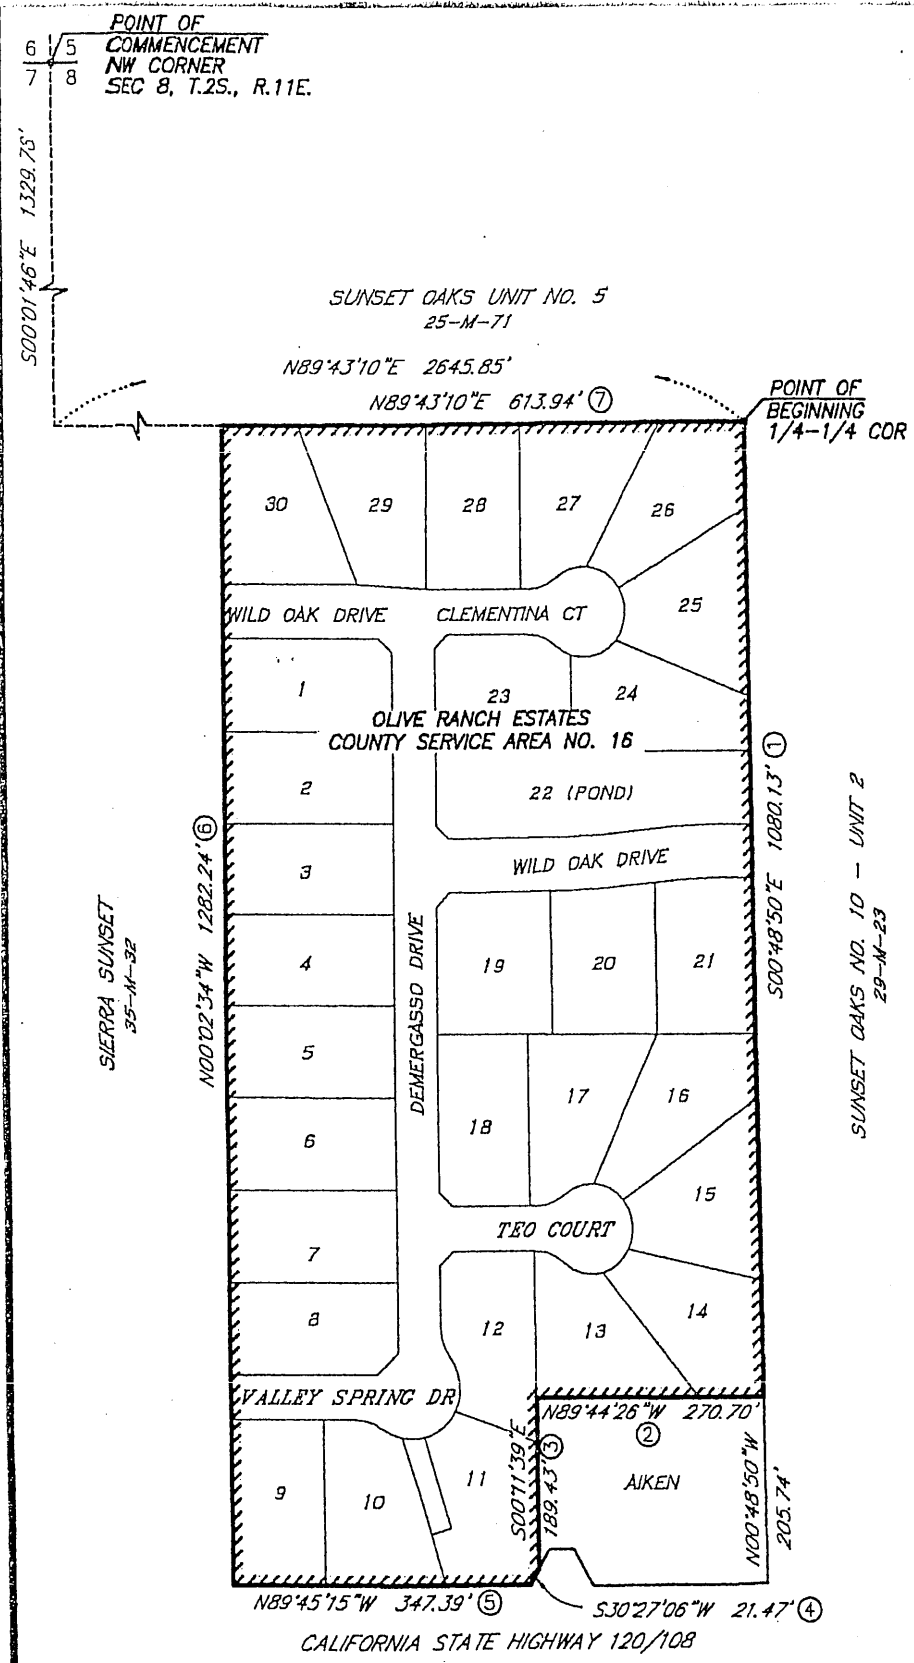 POINT OF
COMMENCEMENT
NW CORNER
SEC 8, T.2S., R.11E.
6 5
7 8
S00°01'46"E 1329.75'
SUNSET OAKS UNIT NO. 5
25-M-71
N89°43'10"E 2645.85'
N89°43'10"E 613.94' ⑦
POINT OF
BEGINNING
1/4-1/4 COR
30
29
28
27
26
25
WILD OAK DRIVE
CLEMENTINA CT
1
23
24
OLIVE RANCH ESTATES
COUNTY SERVICE AREA NO. 16
2
22 (POND)
S00°48'50"E 1080.13' ①
SUNSET OAKS NO. 10 - UNIT 2
29-M-23
N00°02'34"W 1282.24' ⑥
SIERRA SUNSET
35-M-32
3
WILD OAK DRIVE
DEMERGASSO DRIVE
4
19
20
21
5
6
18
17
16
15
7
TEO COURT
8
12
13
14
VALLEY SPRING DR
N89°44'26"W 270.70'
②
S00°11'39"E
189.43' ③
AIKEN
N00°48'50"W
205.74'
9
10
11
N89°45'15"W 347.39' ⑤
S30°27'06"W 21.47' ④
CALIFORNIA STATE HIGHWAY 120/108